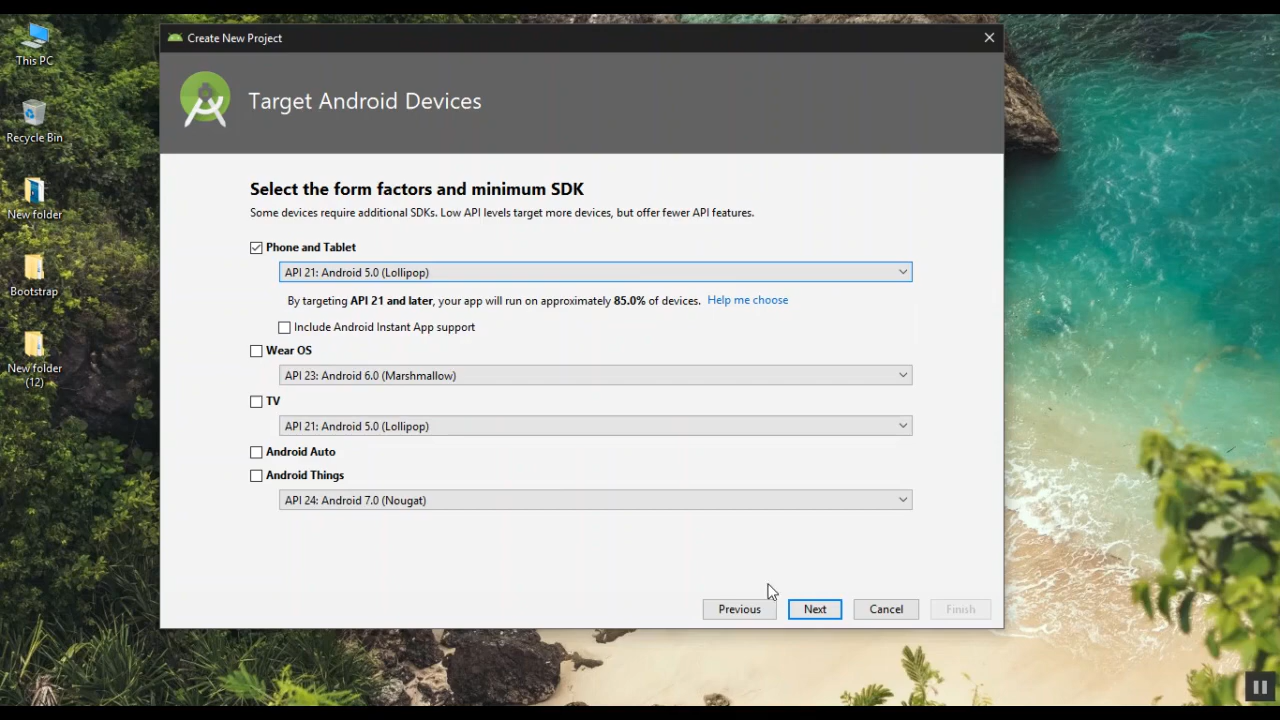 This PC
Recycle Bin
New folder
Bootstrap
New folder
(12)
Create New Project
Target Android Devices
Select the form factors and minimum SDK
Some devices require additional SDKs. Low API levels target more devices, but offer fewer API features.
Phone and Tablet
API 21: Android 5.0 (Lollipop)
By targeting API 21 and later, your app will run on approximately 85.0% of devices. Help me choose
Include Android Instant App support
Wear OS
API 23: Android 6.0 (Marshmallow)
TV
API 21: Android 5.0 (Lollipop)
Android Auto
Android Things
API 24: Android 7.0 (Nougat)
Previous Next Cancel Finish